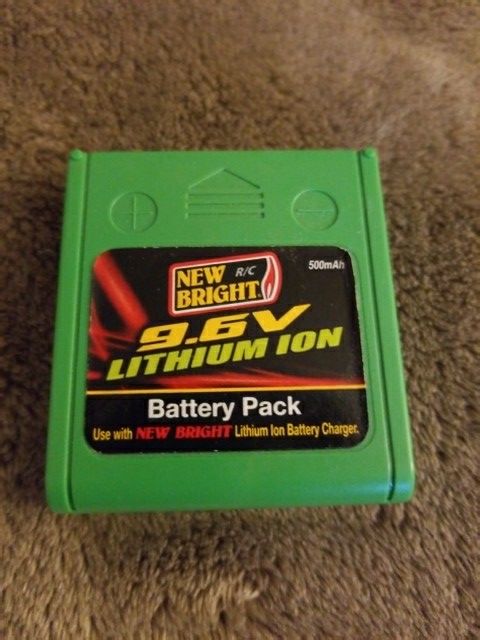 + −
NEW R/C
BRIGHT®
500mAh
9.6V
LITHIUM ION
Battery Pack
Use with NEW BRIGHT Lithium Ion Battery Charger.